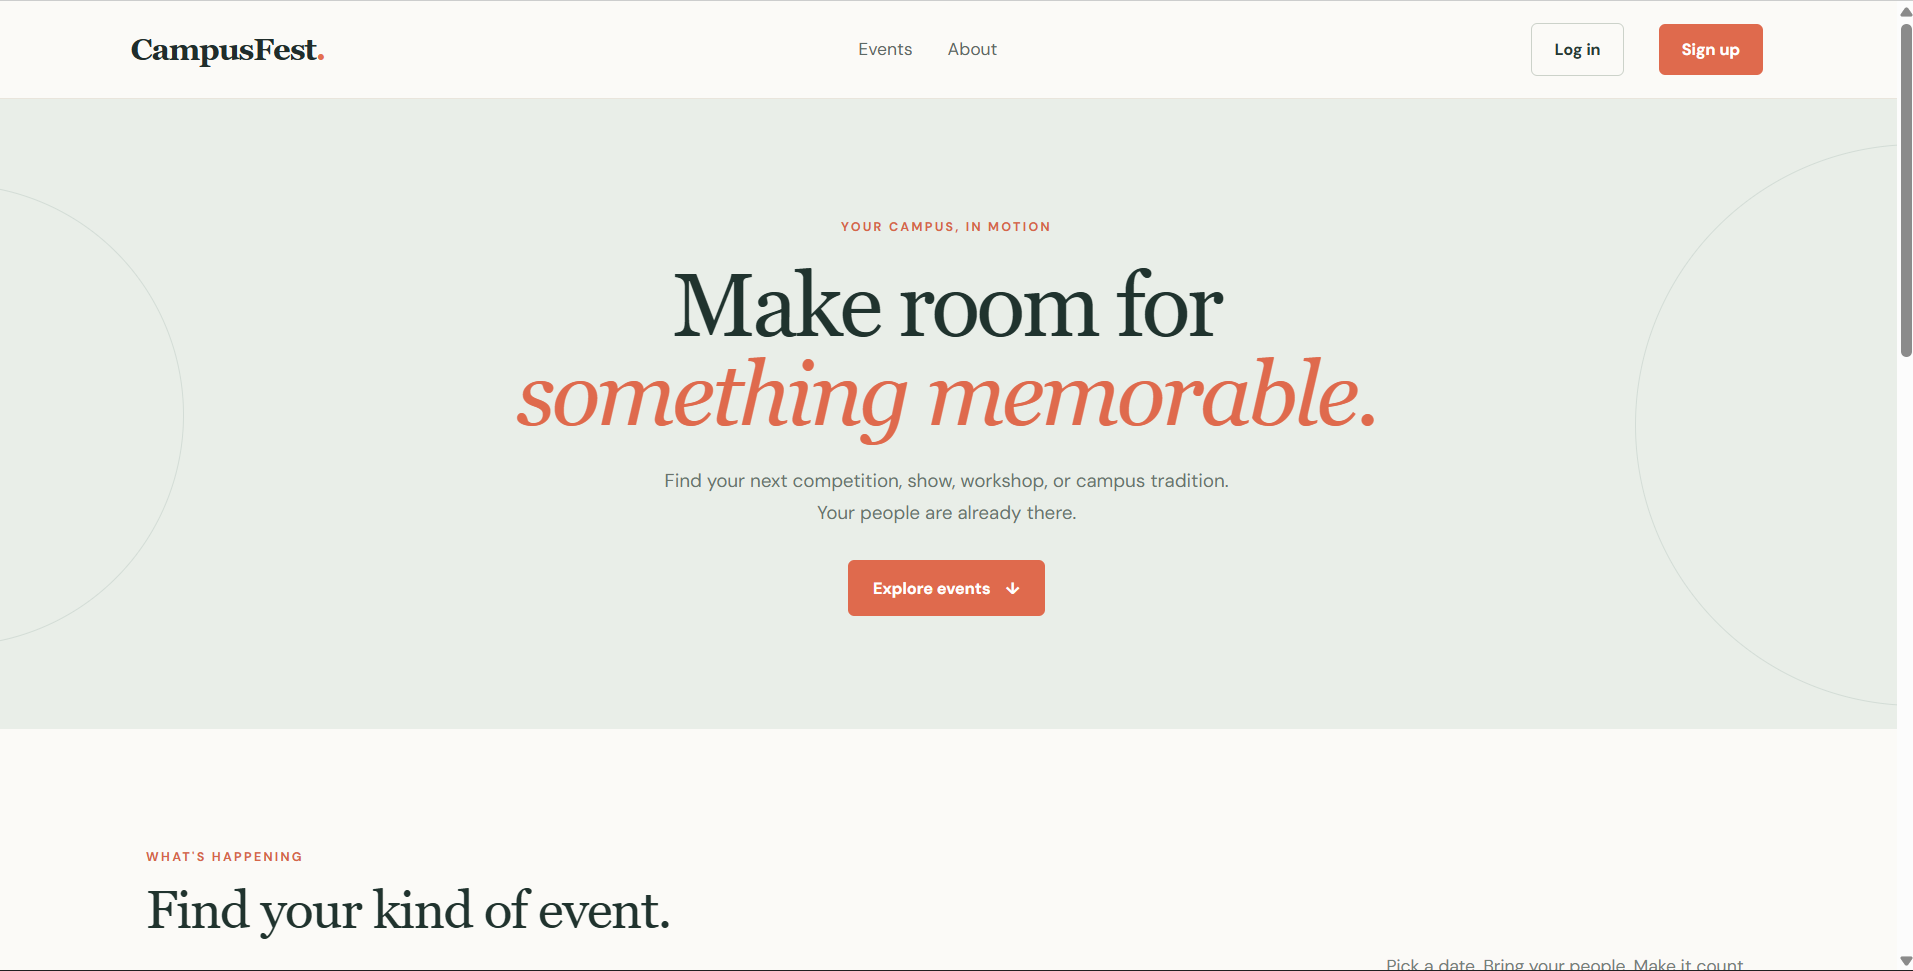 CampusFest.
Events
About
Log in
Sign up
YOUR CAMPUS, IN MOTION
Make room for
something memorable.
Find your next competition, show, workshop, or campus tradition.
Your people are already there.
Explore events ↓
WHAT'S HAPPENING
Find your kind of event.
Pick a date. Bring your people. Make it count.